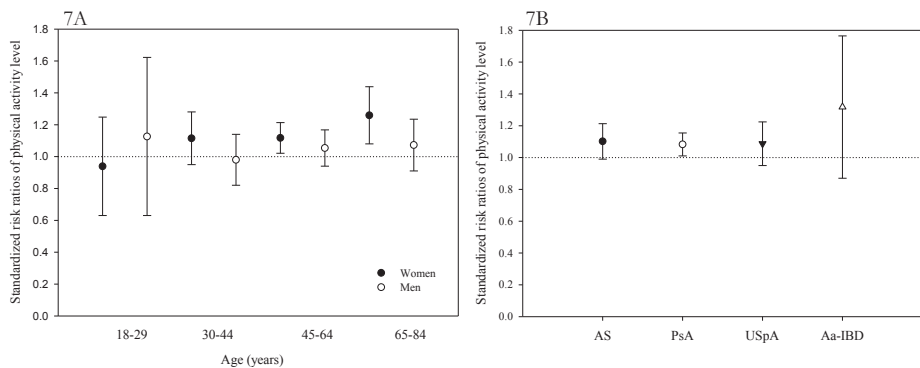 7A
Standardized risk ratios of physical activity level
1.8
1.6
1.4
1.2
1.0
0.8
0.6
0.4
0.2
0.0
Women
Men
18-29 30-44 45-64 65-84
Age (years)
7B
Standardized risk ratios of physical activity level
1.8
1.6
1.4
1.2
1.0
0.8
0.6
0.4
0.2
0.0
AS PsA USpA Aa-IBD